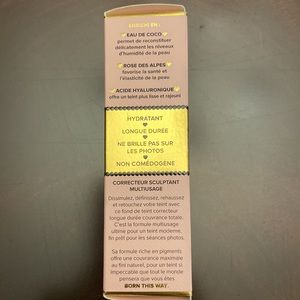 ENRICHI EN :
EAU DE COCO
permet de reconstituer
délicatement les niveaux
d'humidité de la peau
ROSE DES ALPES
favorise la santé et
l'élasticité de la peau
ACIDE HYALURONIQUE
offre un teint plus lisse et rajeuni
HYDRATANT
LONGUE DURÉE
NE BRILLE PAS SUR
LES PHOTOS
NON COMÉDOGÈNE
CORRECTEUR SCULPTANT
MULTIUSAGE
Dissimulez, définissez, rehaussez
et retouchez votre teint avec
ce fond de teint correcteur
longue durée couvrance totale.
C'est la formule multiusage
ultime pour un teint moderne,
fin prêt pour les séances photos.
Sa formule riche en pigments
offre une couvrance maximale
au fini naturel, pour un teint si
impeccable que tout le monde
pensera que vous êtes
BORN THIS WAY.